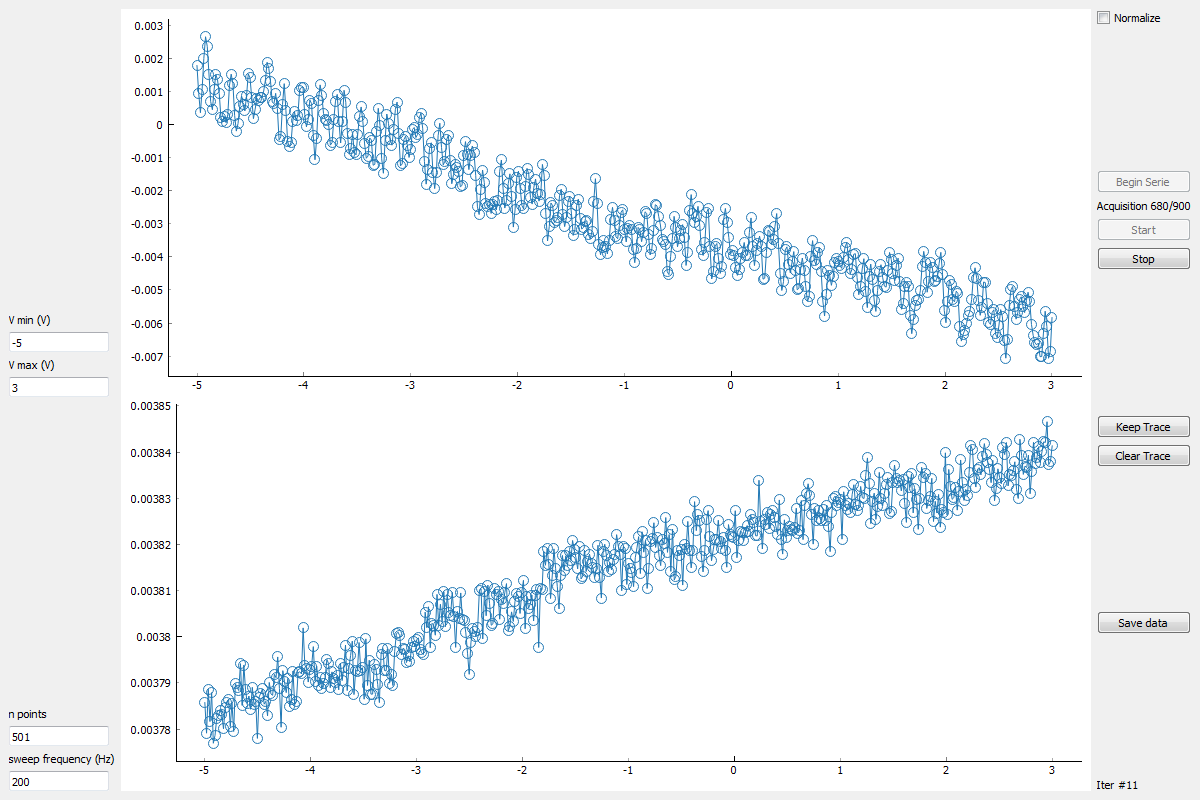 Normalize
0.003
0.002
0.001
0
-0.001
-0.002
-0.003
-0.004
-0.005
-0.006
-0.007
-5 -4 -3 -2 -1 0 1 2 3
Begin Serie
Acquisition 680/900
Start
Stop
V min (V)
-5
V max (V)
3
0.00385
0.00384
0.00383
0.00382
0.00381
0.0038
0.00379
0.00378
-5 -4 -3 -2 -1 0 1 2 3
Keep Trace
Clear Trace
Save data
n points
501
sweep frequency (Hz)
200
Iter #11